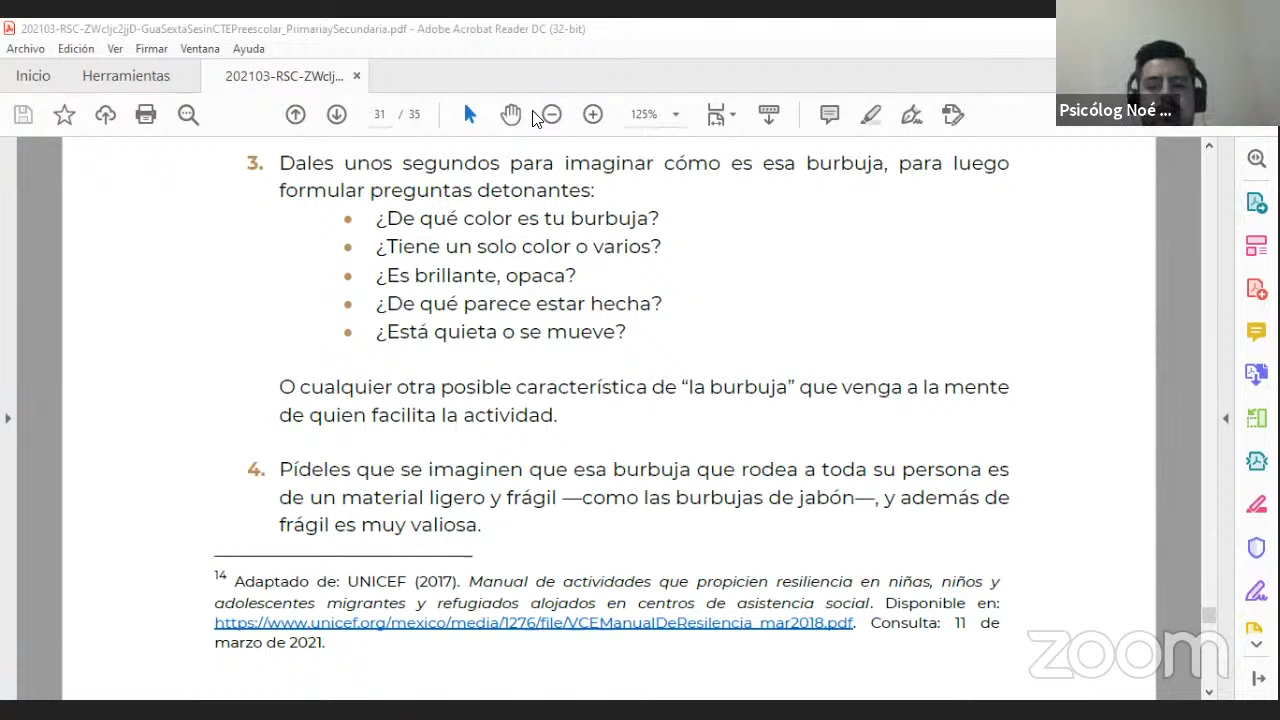 202103-RSC-ZWcljc2jjD-GuaSextaSesinCTEPreescolar_PrimariaySecundaria.pdf - Adobe Acrobat Reader DC (32-bit)
Archivo Edición Ver Firmar Ventana Ayuda
Inicio Herramientas 202103-RSC-ZWclj... ×
31 / 35 125%
Psicólog Noé ...
3. Dales unos segundos para imaginar cómo es esa burbuja, para luego
formular preguntas detonantes:
• ¿De qué color es tu burbuja?
• ¿Tiene un solo color o varios?
• ¿Es brillante, opaca?
• ¿De qué parece estar hecha?
• ¿Está quieta o se mueve?
O cualquier otra posible característica de “la burbuja” que venga a la mente
de quien facilita la actividad.
4. Pídeles que se imaginen que esa burbuja que rodea a toda su persona es
de un material ligero y frágil —como las burbujas de jabón—, y además de
frágil es muy valiosa.
14 Adaptado de: UNICEF (2017). Manual de actividades que propicien resiliencia en niñas, niños y
adolescentes migrantes y refugiados alojados en centros de asistencia social. Disponible en:
https://www.unicef.org/mexico/media/1276/file/VCEManualDeResilencia_mar2018.pdf. Consulta: 11 de
marzo de 2021.
zoom